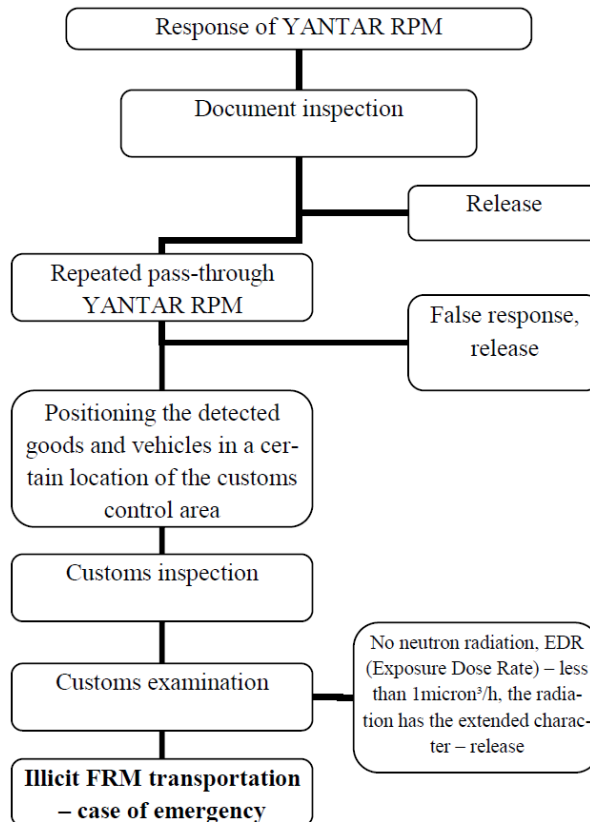 Response of YANTAR RPM
Document inspection
Release
Repeated pass-through
YANTAR RPM
False response,
release
Positioning the detected
goods and vehicles in a cer-
tain location of the customs
control area
Customs inspection
Customs examination
No neutron radiation, EDR
(Exposure Dose Rate) – less
than 1micron³/h, the radia-
tion has the extended charac-
ter – release
Illicit FRM transportation
– case of emergency